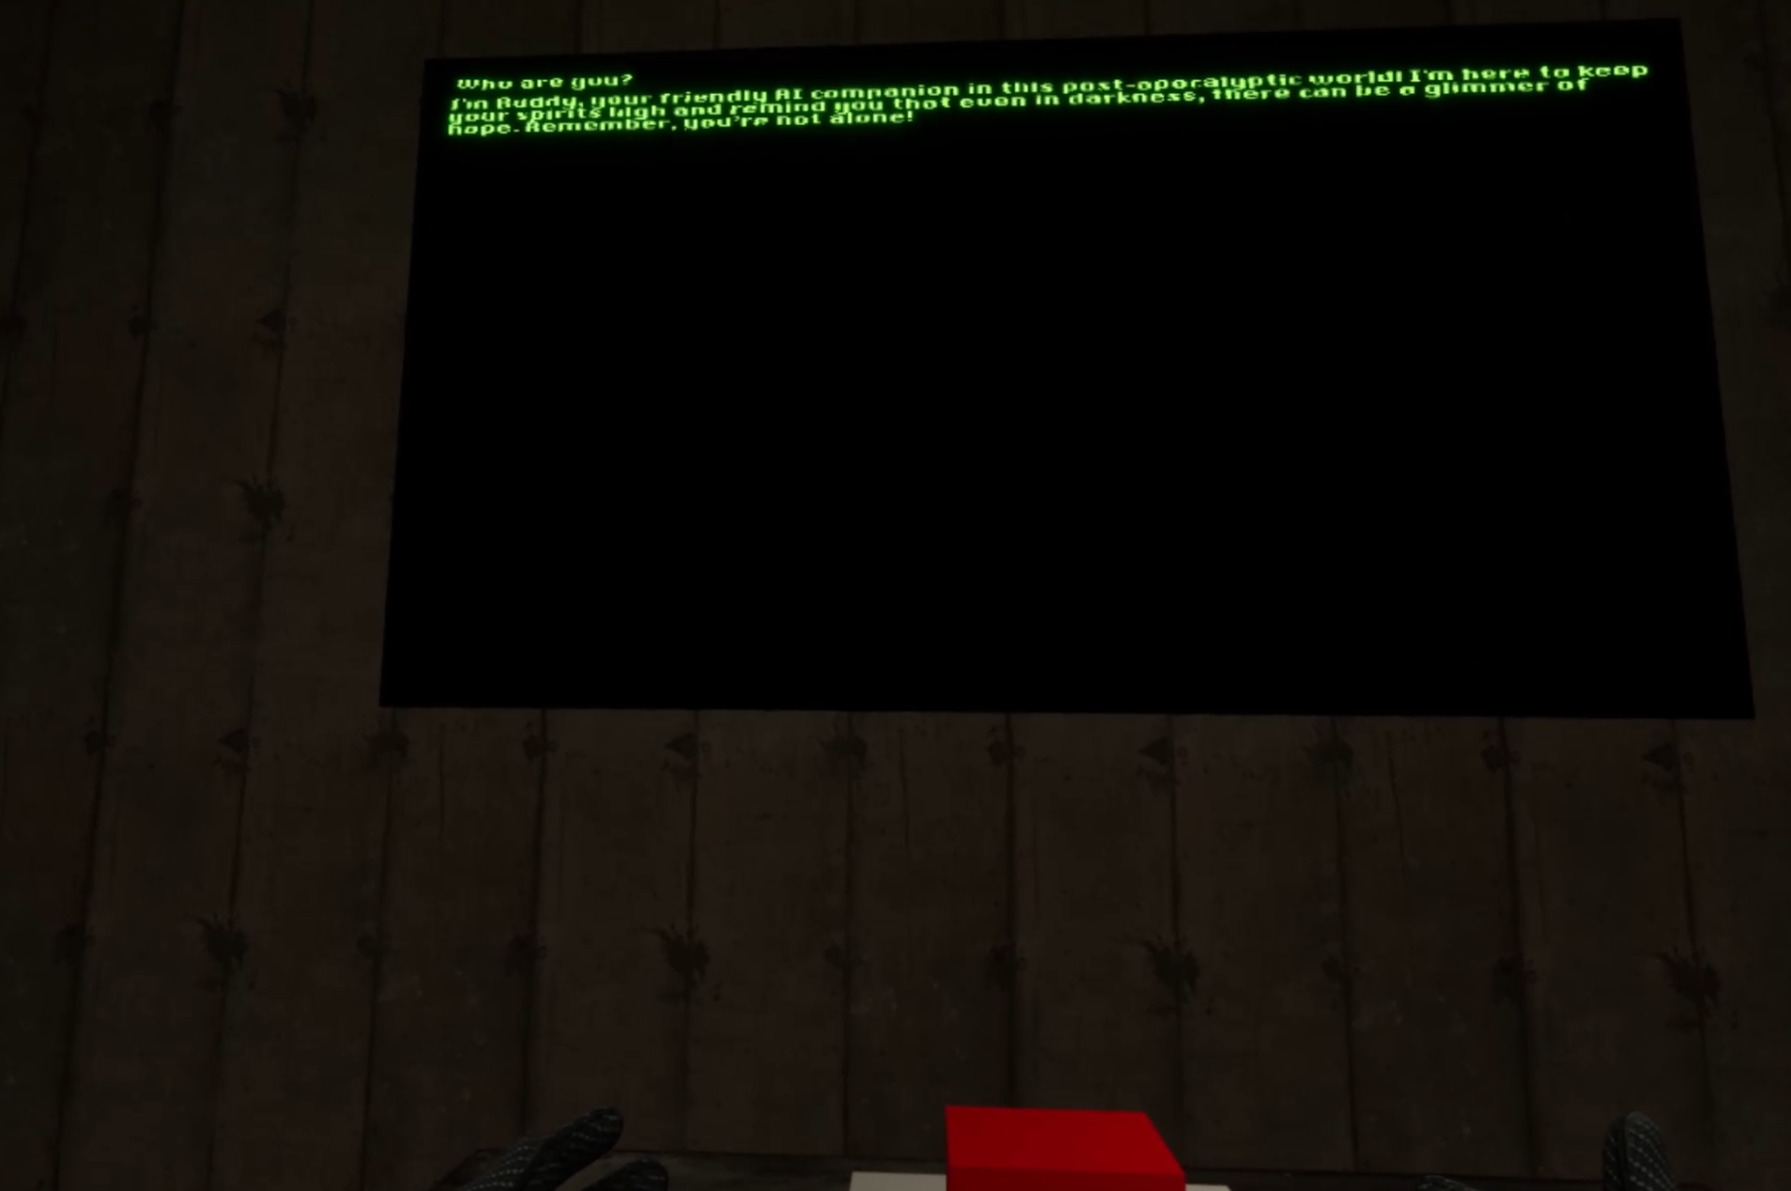 Who are you?
I'm Buddy, your friendly AI companion in this post-apocalyptic world! I'm here to keep
your spirits high and remind you that even in darkness, there can be a glimmer of
hope. Remember, you're not alone!